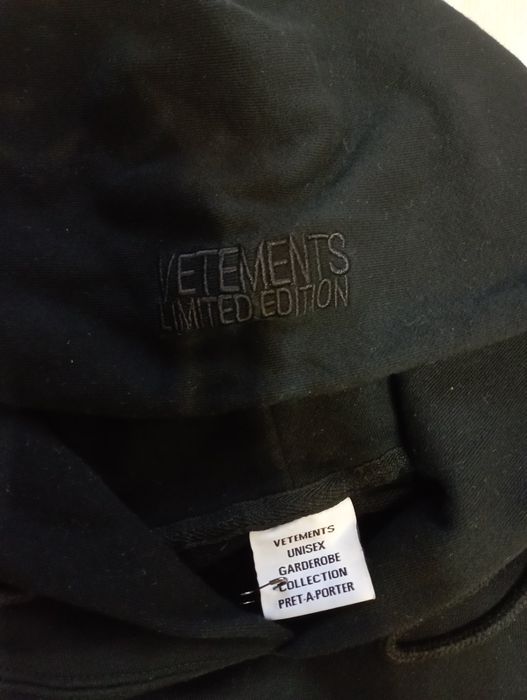 VETEMENTS
LIMITED EDITION
VETEMENTS
UNISEX
GARDEROBE
COLLECTION
PRET-A-PORTER